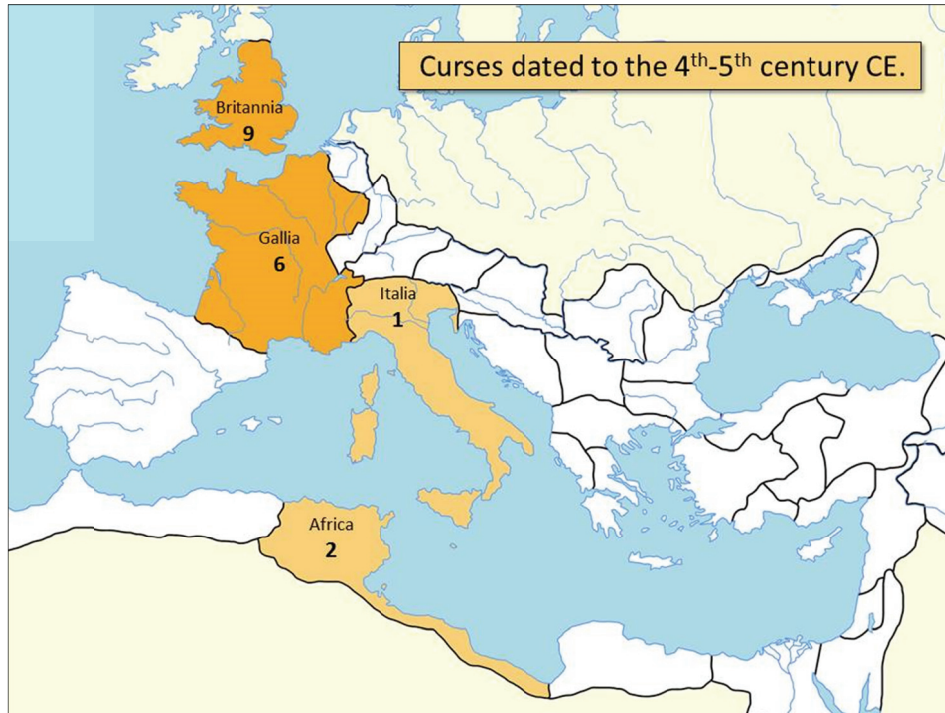 Curses dated to the 4th-5th century CE.
Britannia
9
Gallia
6
Italia
1
Africa
2